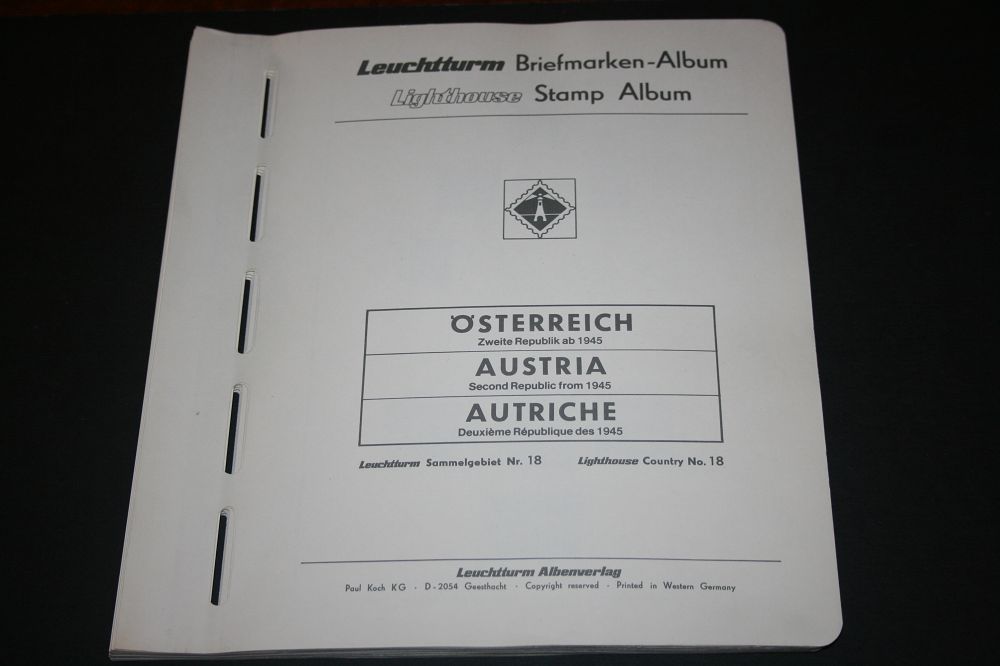 Leuchtturm Briefmarken-Album
Lighthouse Stamp Album
ÖSTERREICH
Zweite Republik ab 1945
AUSTRIA
Second Republic from 1945
AUTRICHE
Deuxième République des 1945
Leuchtturm Sammelgebiet Nr. 18 Lighthouse Country No. 18
Leuchtturm Albenverlag
Paul Koch KG - D-2054 Geesthacht - Copyright reserved - Printed in Western Germany